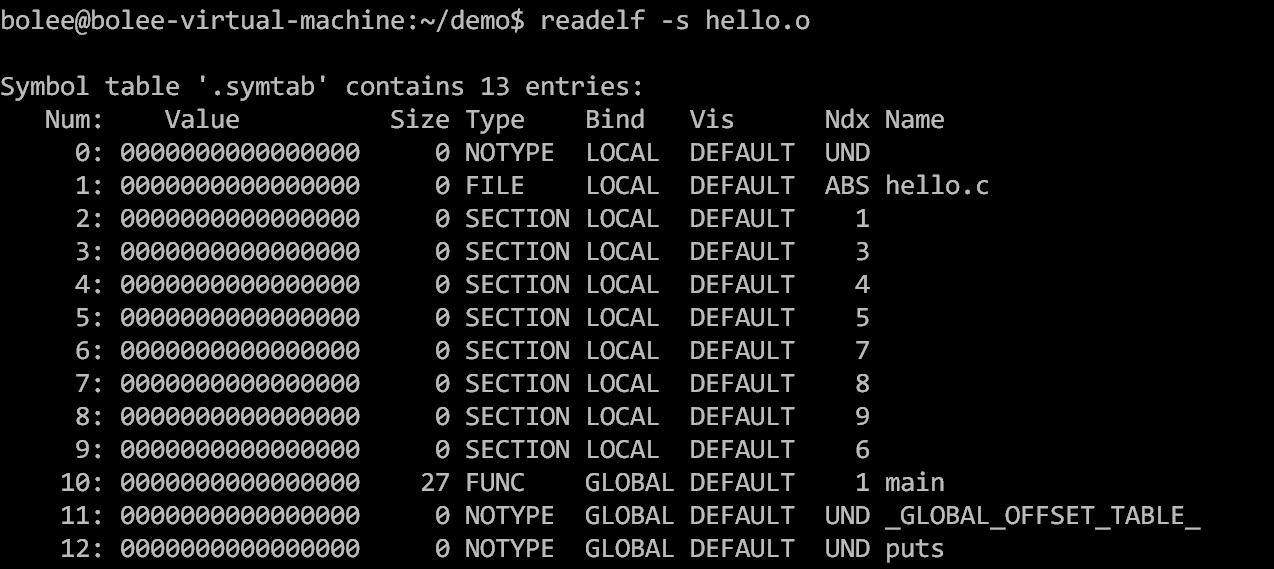 bolee@bolee-virtual-machine:~/demo$ readelf -s hello.o
Symbol table '.symtab' contains 13 entries:
   Num:    Value          Size Type    Bind   Vis      Ndx Name
     0: 0000000000000000     0 NOTYPE  LOCAL  DEFAULT  UND
     1: 0000000000000000     0 FILE    LOCAL  DEFAULT  ABS hello.c
     2: 0000000000000000     0 SECTION LOCAL  DEFAULT    1
     3: 0000000000000000     0 SECTION LOCAL  DEFAULT    3
     4: 0000000000000000     0 SECTION LOCAL  DEFAULT    4
     5: 0000000000000000     0 SECTION LOCAL  DEFAULT    5
     6: 0000000000000000     0 SECTION LOCAL  DEFAULT    7
     7: 0000000000000000     0 SECTION LOCAL  DEFAULT    8
     8: 0000000000000000     0 SECTION LOCAL  DEFAULT    9
     9: 0000000000000000     0 SECTION LOCAL  DEFAULT    6
    10: 0000000000000000    27 FUNC    GLOBAL DEFAULT    1 main
    11: 0000000000000000     0 NOTYPE  GLOBAL DEFAULT  UND _GLOBAL_OFFSET_TABLE_
    12: 0000000000000000     0 NOTYPE  GLOBAL DEFAULT  UND puts